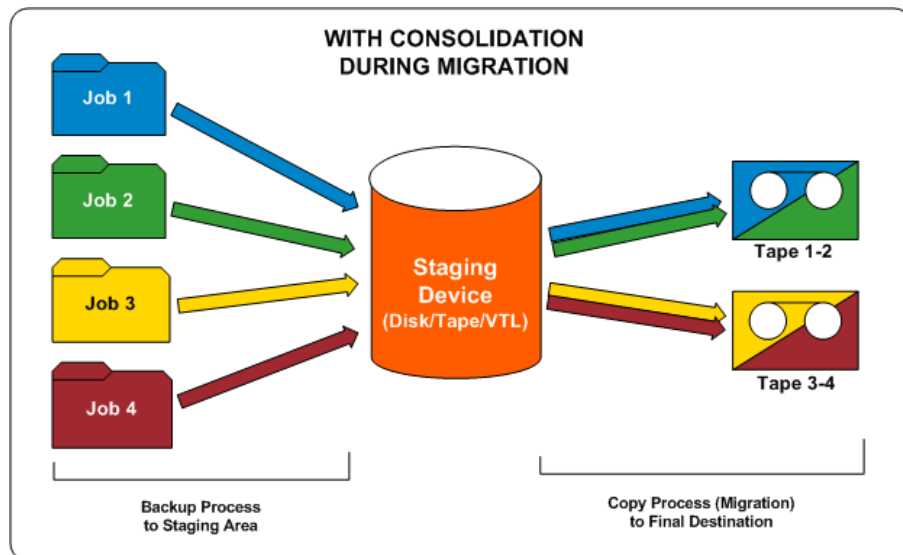 WITH CONSOLIDATION
DURING MIGRATION
Job 1
Job 2
Job 3
Job 4
Staging
Device
(Disk/Tape/VTL)
Tape 1-2
Tape 3-4
Backup Process
to Staging Area
Copy Process (Migration)
to Final Destination